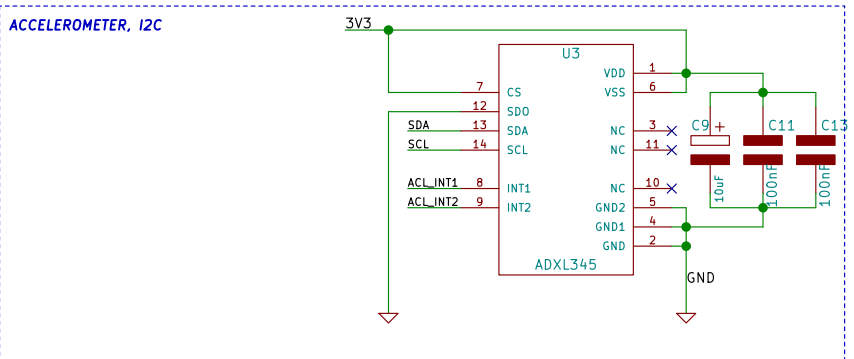 ACCELEROMETER, I2C
3V3
U3
VDD 1
VSS 6
7 CS
12 SDO
SDA 13 SDA
SCL 14 SCL
NC 3
NC 11
ACL_INT1 8 INT1
ACL_INT2 9 INT2
NC 10
GND2 5
GND1 4
GND 2
ADXL345
GND
C9 +
10uF
C11
100nF
C13
100nF